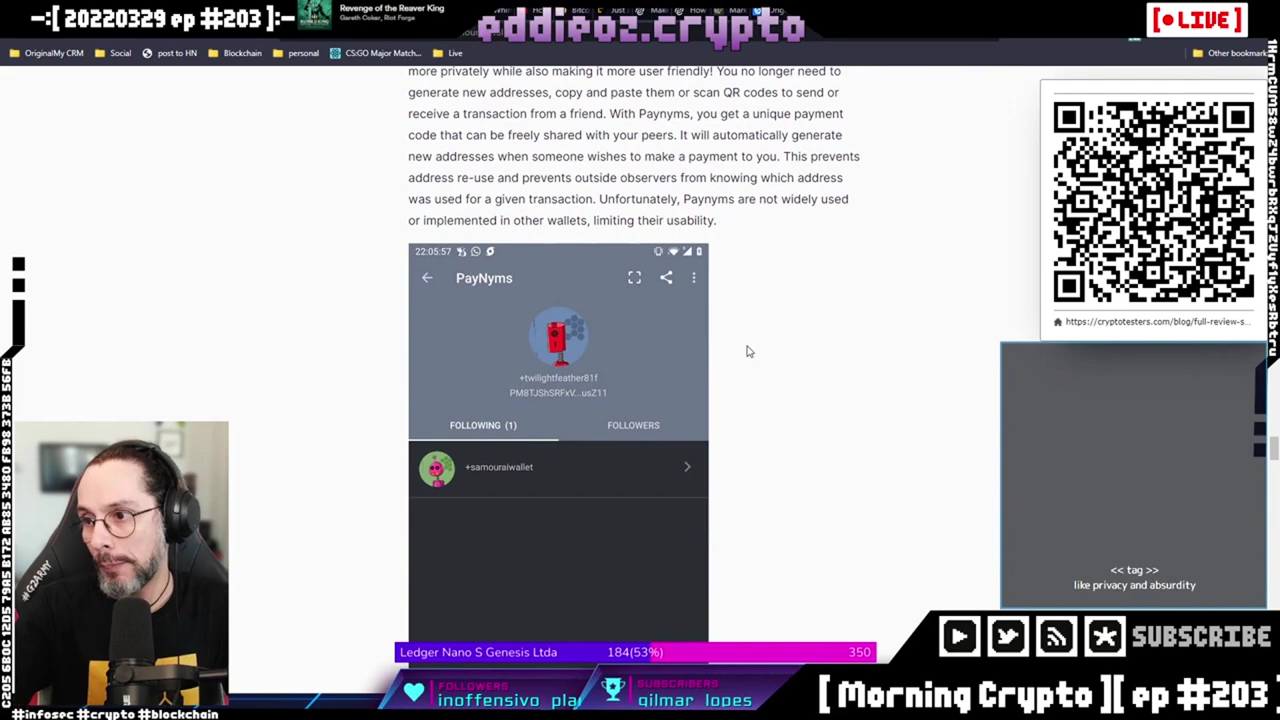 -:[ 20220329 ep #203 ]:-
Revenge of the Reaver King
Gareth Coker, Riot Forge
eddieoz.crypto
[ LIVE ]
OriginalMy CRM
Social
post to HN
Blockchain
personal
CS:GO Major Match...
Live
Other bookmark
more privately while also making it more user friendly! You no longer need to
generate new addresses, copy and paste them or scan QR codes to send or
receive a transaction from a friend. With Paynyms, you get a unique payment
code that can be freely shared with your peers. It will automatically generate
new addresses when someone wishes to make a payment to you. This prevents
address re-use and prevents outside observers from knowing which address
was used for a given transaction. Unfortunately, Paynyms are not widely used
or implemented in other wallets, limiting their usability.
22:05:57
PayNyms
+twilightfeather81f
PM8TJShSRFxV...usZ11
FOLLOWING (1)
FOLLOWERS
+samouraiwallet
https://cryptotesters.com/blog/full-review-s...
<< tag >>
like privacy and absurdity
#G2ARMY
Ledger Nano S Genesis Ltda
184(53%)
350
FOLLOWERS
inoffensivo_pla
SUBSCRIBERS
gilmar_lopes
SUBSCRIBE
[ Morning Crypto ][ ep #203 ]
#infosec #crypto #blockchain